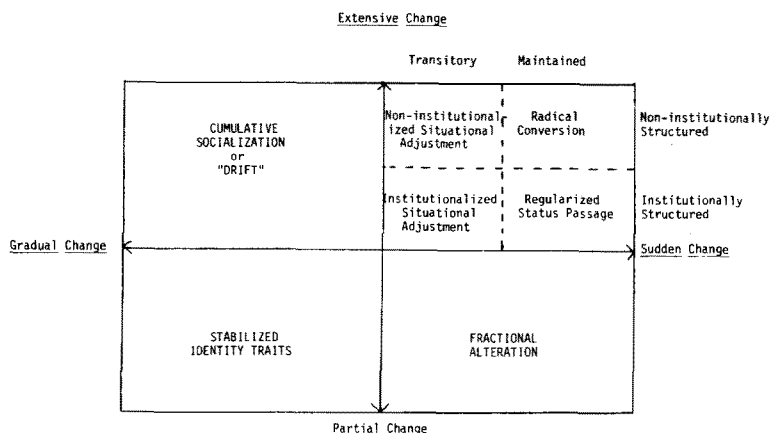 Extensive Change
Transitory Maintained
CUMULATIVE
SOCIALIZATION
or
"DRIFT"
Non-institutional-
ized Situational
Adjustment
Radical
Conversion
Non-institutionally
Structured
Institutionalized
Situational
Adjustment
Regularized
Status Passage
Institutionally
Structured
Gradual Change
Sudden Change
STABILIZED
IDENTITY TRAITS
FRACTIONAL
ALTERATION
Partial Change